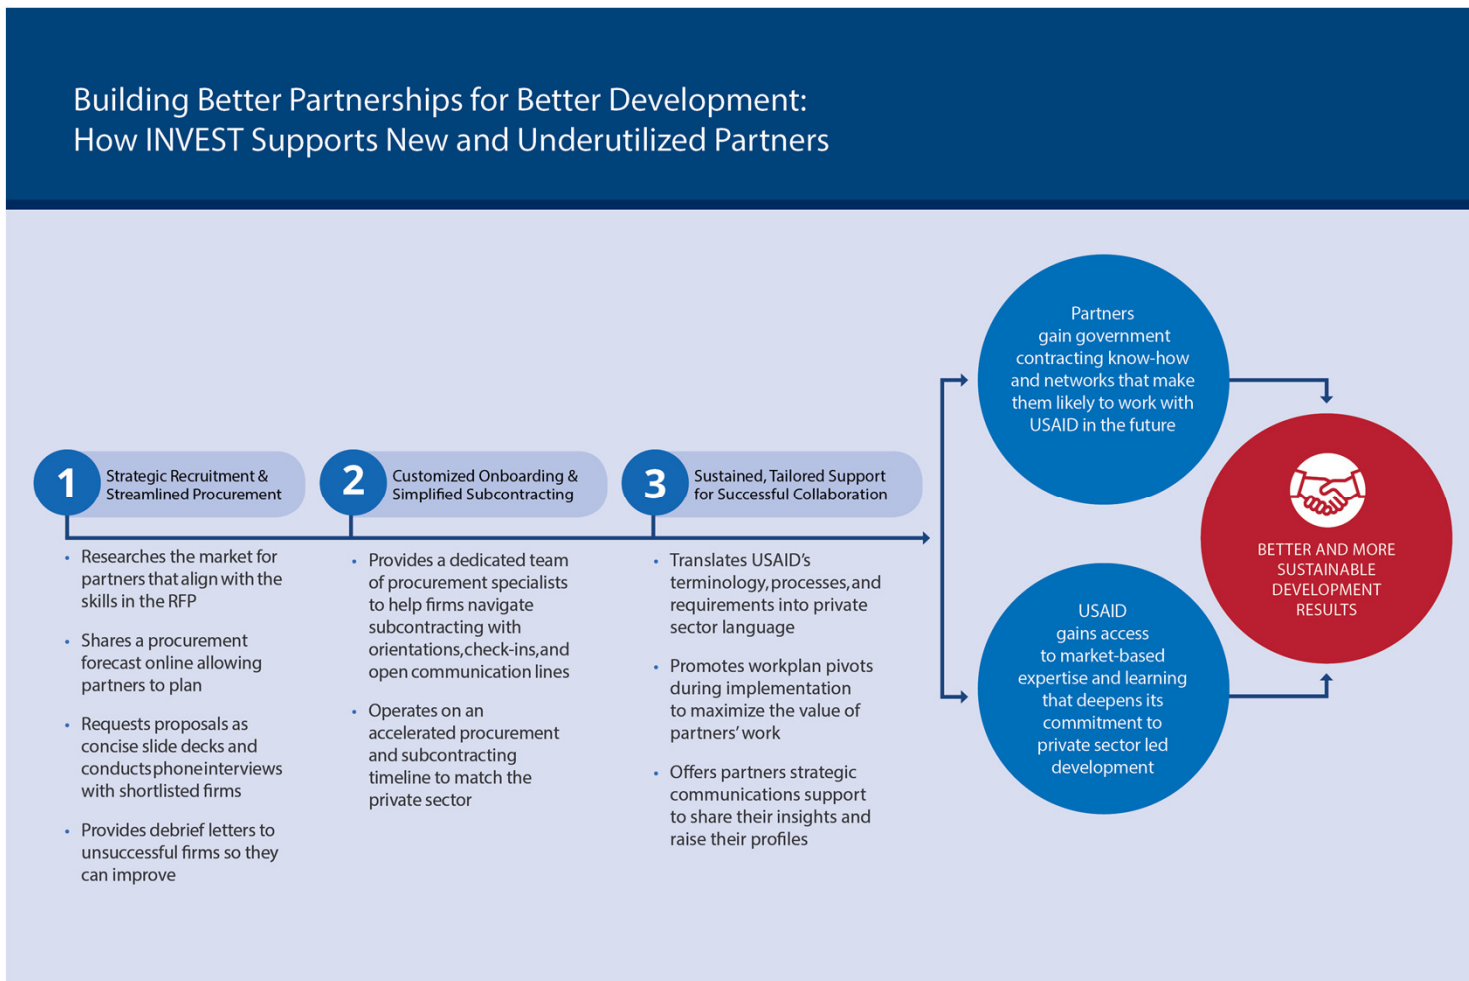 Building Better Partnerships for Better Development:
How INVEST Supports New and Underutilized Partners
1
Strategic Recruitment &
Streamlined Procurement
• Researches the market for
partners that align with the
skills in the RFP
• Shares a procurement
forecast online allowing
partners to plan
• Requests proposals as
concise slide decks and
conducts phone interviews
with shortlisted firms
• Provides debrief letters to
unsuccessful firms so they
can improve
2
Customized Onboarding &
Simplified Subcontracting
• Provides a dedicated team
of procurement specialists
to help firms navigate
subcontracting with
orientations, check-ins, and
open communication lines
• Operates on an
accelerated procurement
and subcontracting
timeline to match the
private sector
3
Sustained, Tailored Support
for Successful Collaboration
• Translates USAID's
terminology, processes, and
requirements into private
sector language
• Promotes workplan pivots
during implementation
to maximize the value of
partners' work
• Offers partners strategic
communications support
to share their insights and
raise their profiles
Partners
gain government
contracting know-how
and networks that make
them likely to work with
USAID in the future
USAID
gains access
to market-based
expertise and learning
that deepens its
commitment to
private sector led
development
BETTER AND MORE
SUSTAINABLE
DEVELOPMENT
RESULTS